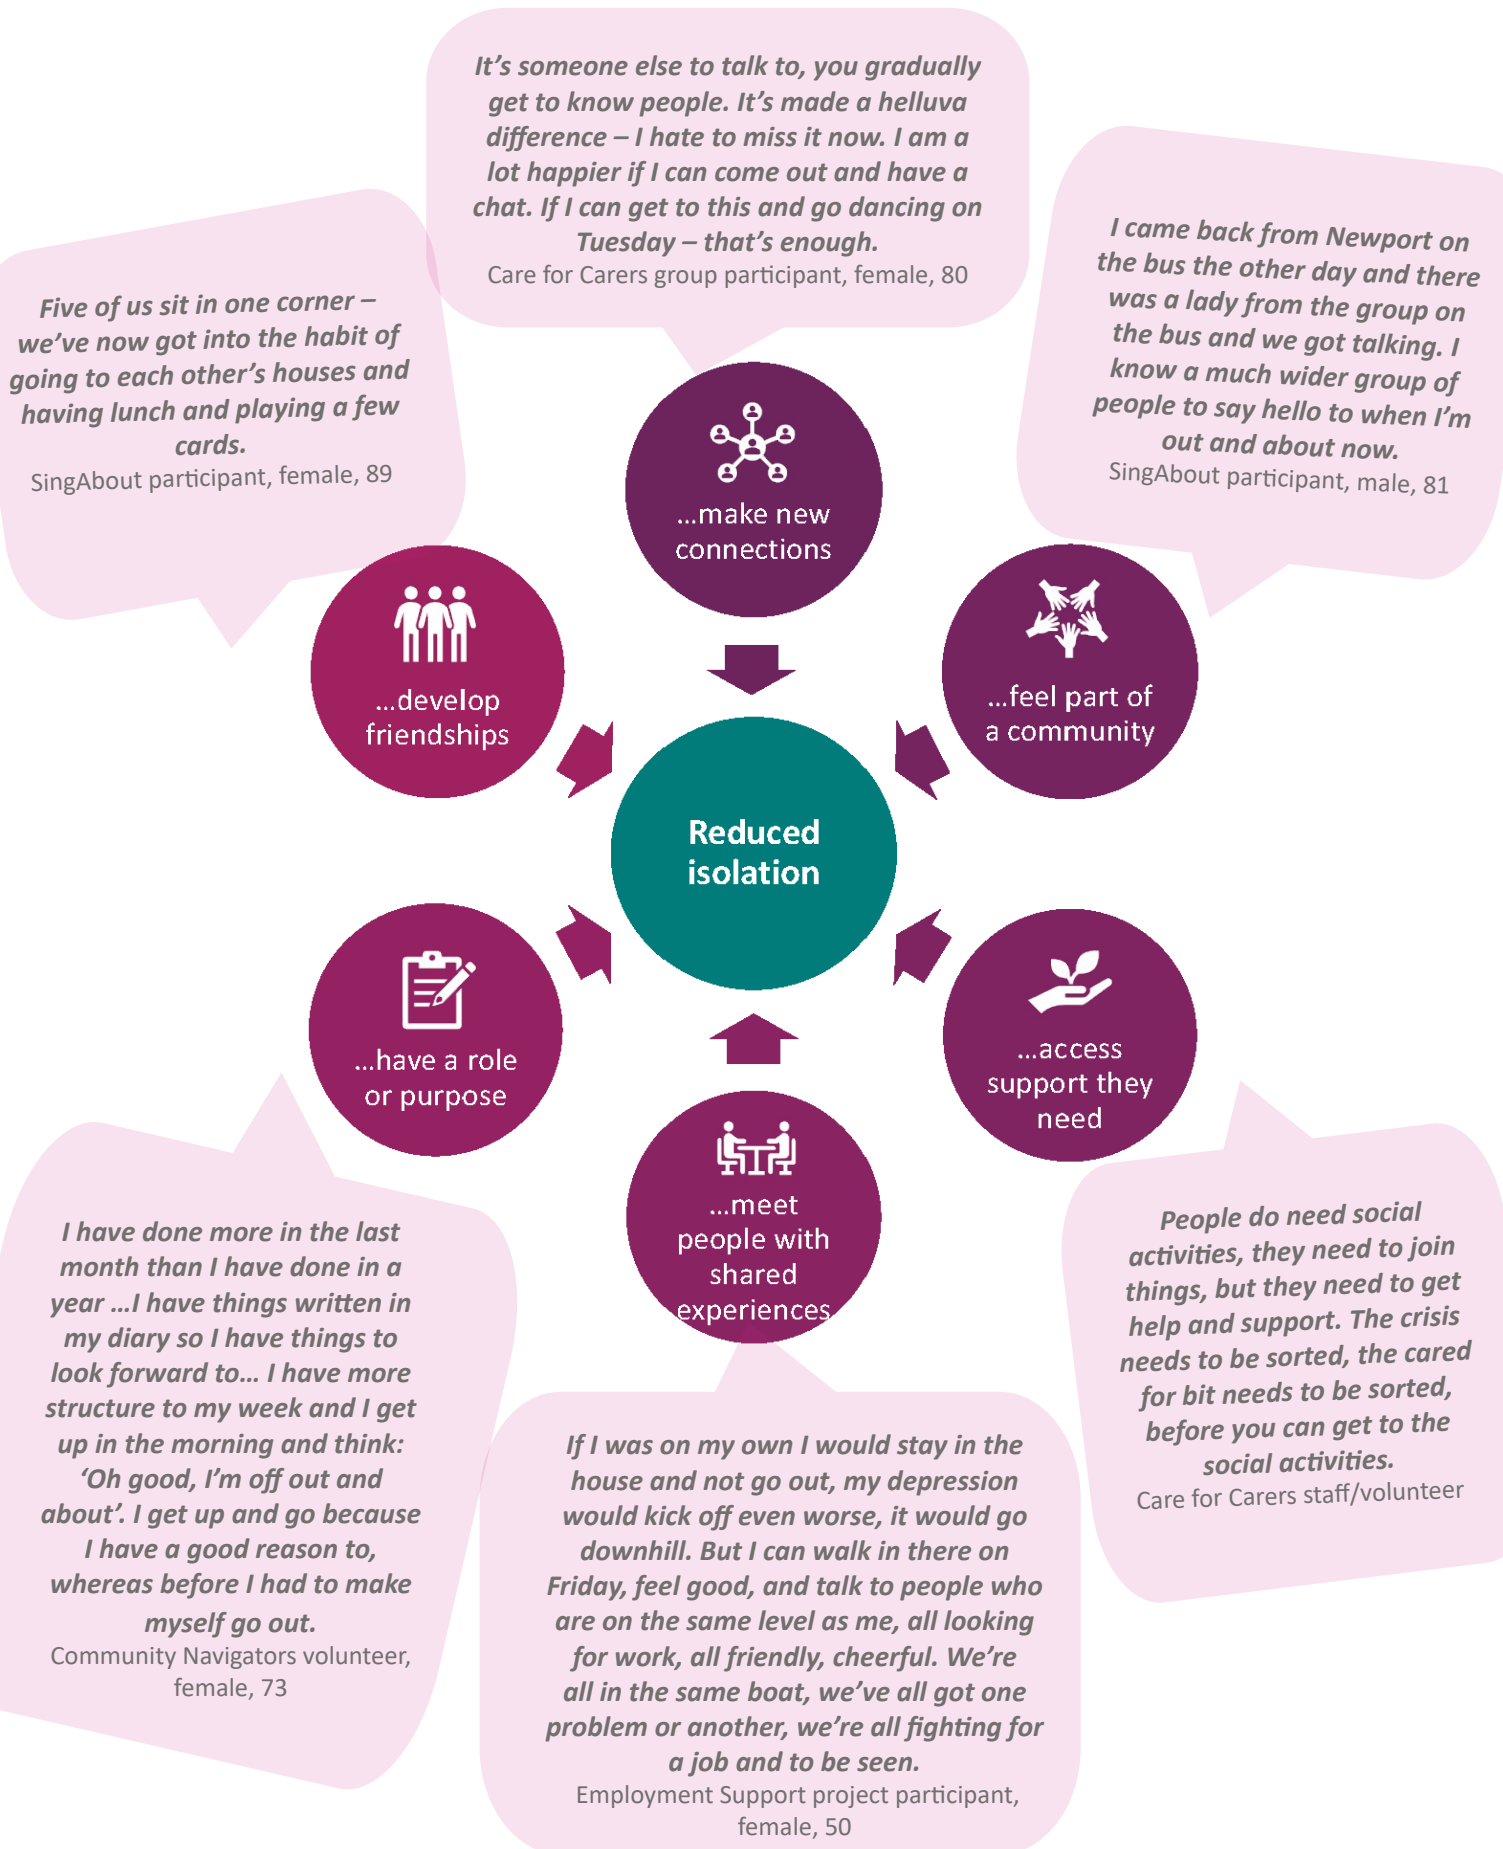 It's someone else to talk to, you gradually
get to know people. It's made a helluva
difference – I hate to miss it now. I am a
lot happier if I can come out and have a
chat. If I can get to this and go dancing on
Tuesday – that's enough.
Care for Carers group participant, female, 80
Five of us sit in one corner –
we've now got into the habit of
going to each other's houses and
having lunch and playing a few
cards.
SingAbout participant, female, 89
I came back from Newport on
the bus the other day and there
was a lady from the group on
the bus and we got talking. I
know a much wider group of
people to say hello to when I'm
out and about now.
SingAbout participant, male, 81
...make new
connections
...develop
friendships
...feel part of
a community
Reduced
isolation
...have a role
or purpose
...access
support they
need
...meet
people with
shared
experiences
I have done more in the last
month than I have done in a
year ...I have things written in
my diary so I have things to
look forward to... I have more
structure to my week and I get
up in the morning and think:
'Oh good, I'm off out and
about'. I get up and go because
I have a good reason to,
whereas before I had to make
myself go out.
Community Navigators volunteer,
female, 73
If I was on my own I would stay in the
house and not go out, my depression
would kick off even worse, it would go
downhill. But I can walk in there on
Friday, feel good, and talk to people who
are on the same level as me, all looking
for work, all friendly, cheerful. We're
all in the same boat, we've all got one
problem or another, we're all fighting for
a job and to be seen.
Employment Support project participant,
female, 50
People do need social
activities, they need to join
things, but they need to get
help and support. The crisis
needs to be sorted, the cared
for bit needs to be sorted,
before you can get to the
social activities.
Care for Carers staff/volunteer